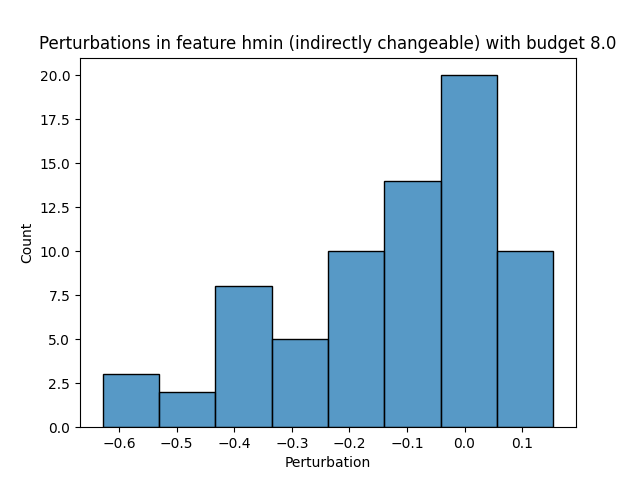 Perturbations in feature hmin (indirectly changeable) with budget 8.0
20.0
17.5
15.0
12.5
10.0
7.5
5.0
2.5
0.0
Count
−0.6 −0.5 −0.4 −0.3 −0.2 −0.1 0.0 0.1
Perturbation